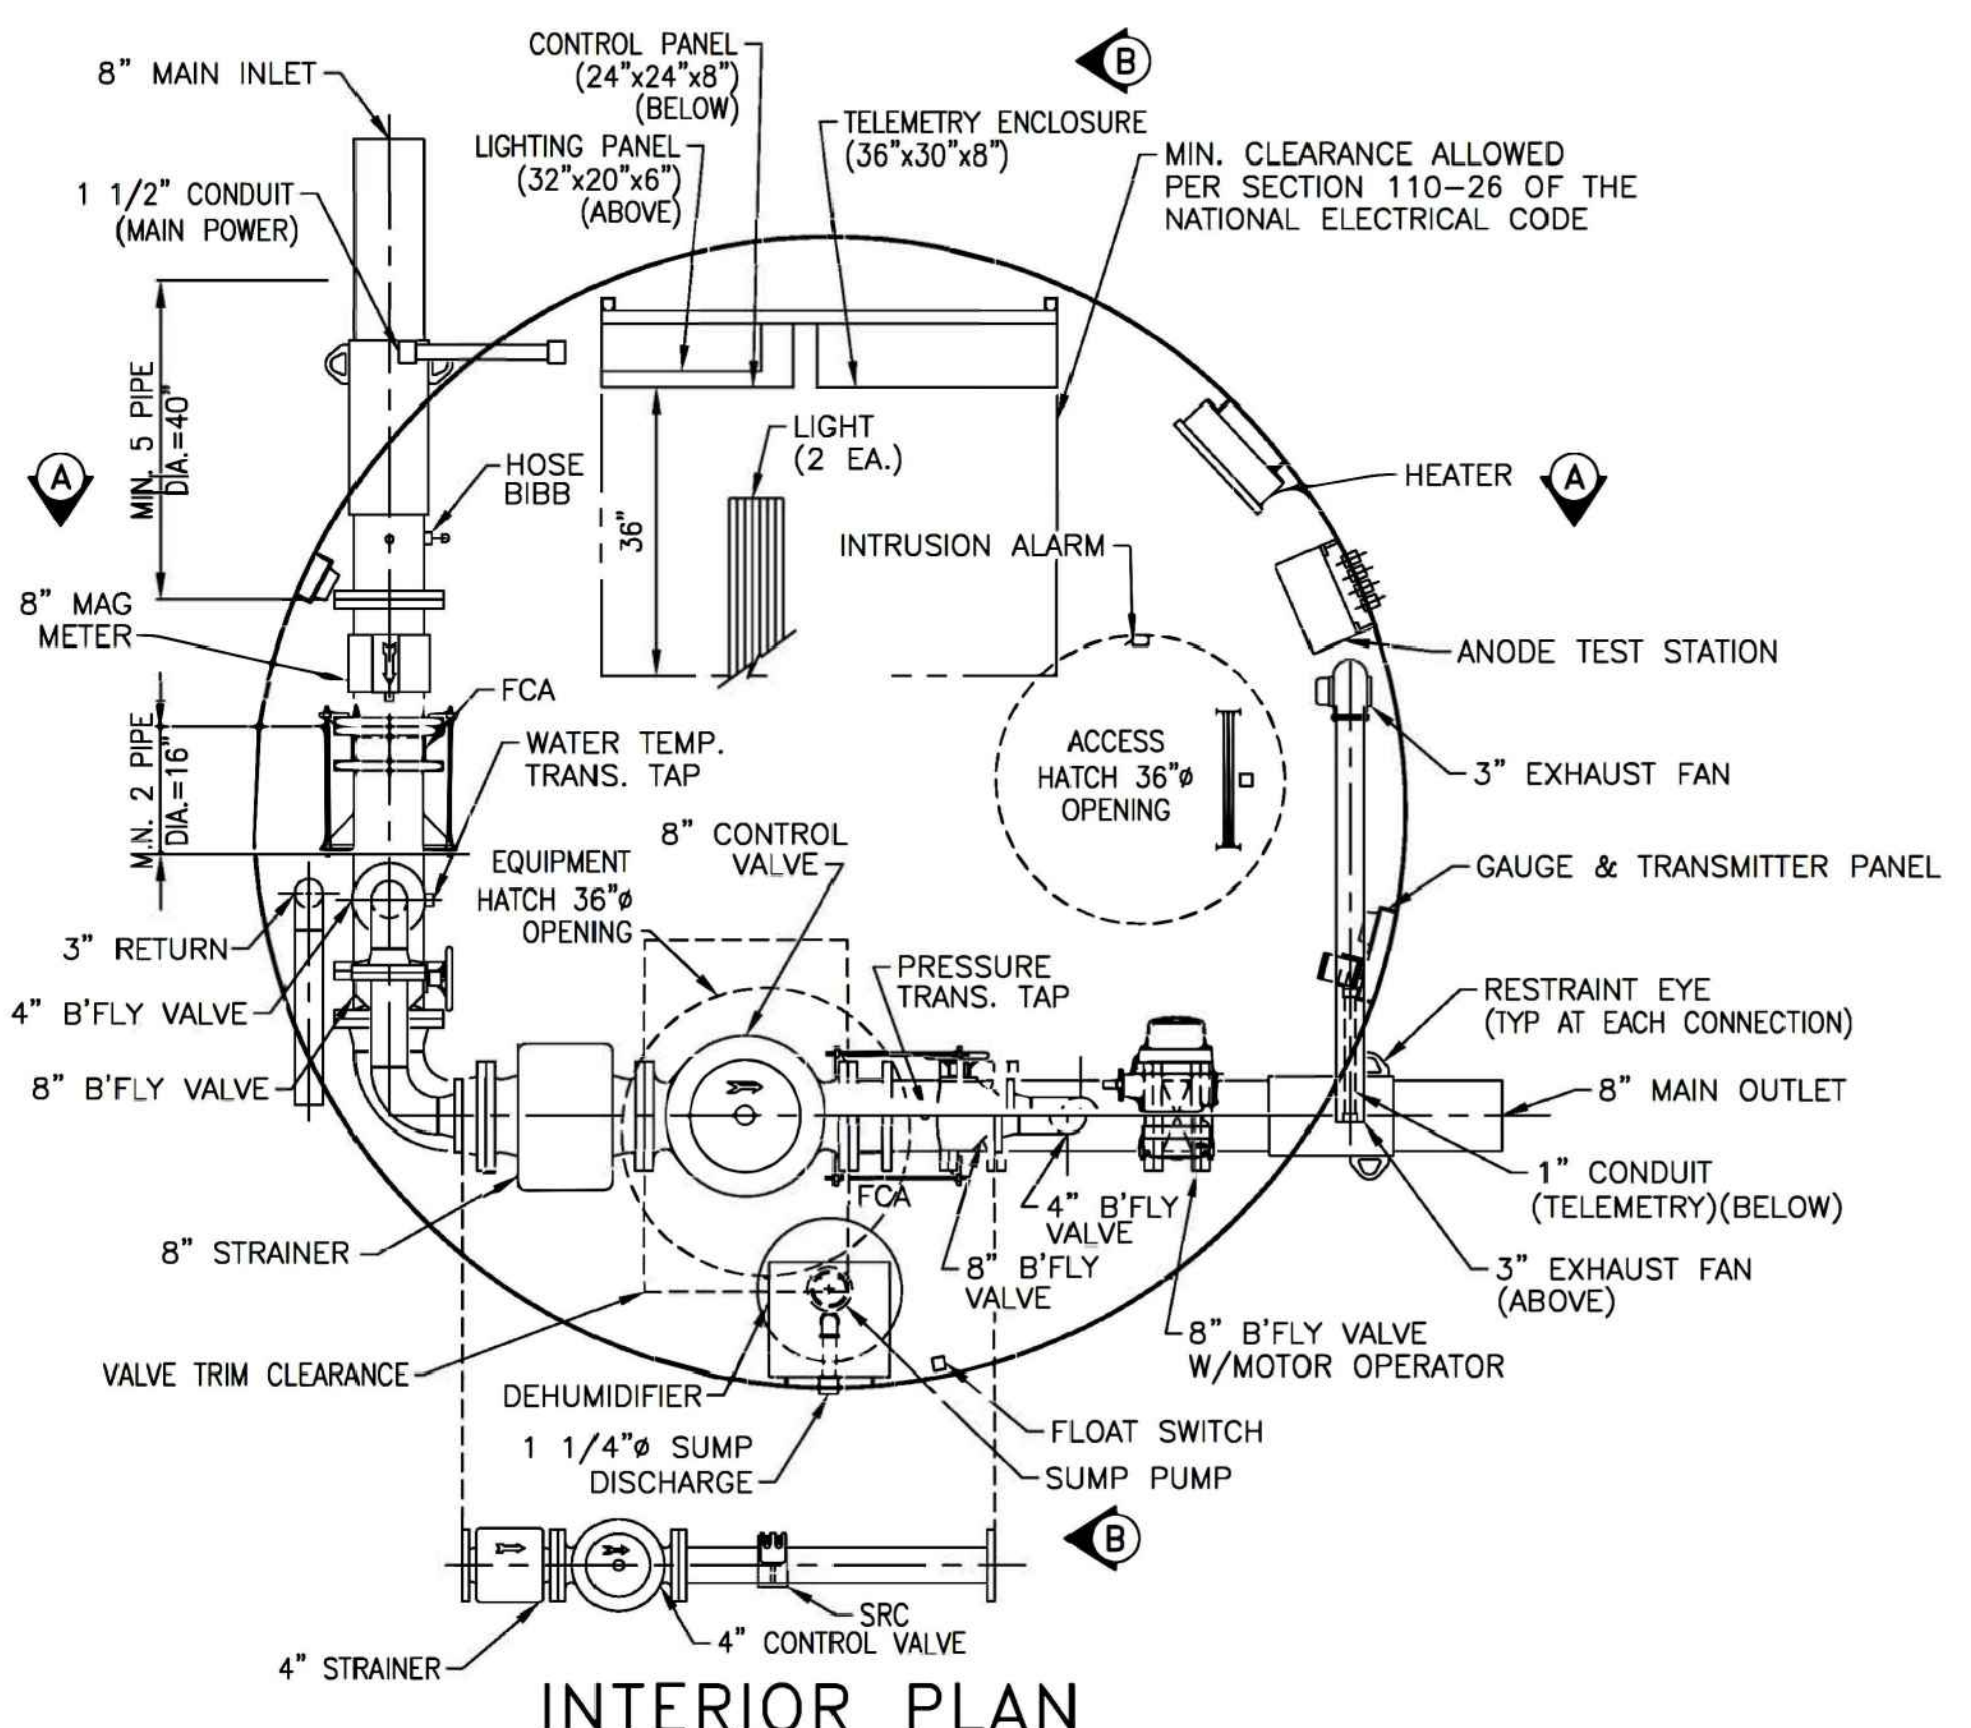 8" MAIN INLET
1 1/2" CONDUIT
(MAIN POWER)
CONTROL PANEL
(24"x24"x8")
(BELOW)
LIGHTING PANEL
(32"x20"x6")
(ABOVE)
TELEMETRY ENCLOSURE
(36"x30"x8")
B
MIN. CLEARANCE ALLOWED
PER SECTION 110-26 OF THE
NATIONAL ELECTRICAL CODE
MIN. 5 PIPE
DIA.=40"
A
HOSE
BIBB
LIGHT
(2 EA.)
36"
HEATER
A
INTRUSION ALARM
8" MAG
METER
ANODE TEST STATION
FCA
M.N. 2 PIPE
DIA.=16"
WATER TEMP.
TRANS. TAP
ACCESS
HATCH 36"ø
OPENING
3" EXHAUST FAN
8" CONTROL
VALVE
EQUIPMENT
HATCH 36"ø
OPENING
GAUGE & TRANSMITTER PANEL
3" RETURN
4" B'FLY VALVE
8" B'FLY VALVE
PRESSURE
TRANS. TAP
RESTRAINT EYE
(TYP AT EACH CONNECTION)
8" MAIN OUTLET
1" CONDUIT
(TELEMETRY)(BELOW)
FCA
4" B'FLY
VALVE
8" B'FLY
VALVE
8" STRAINER
3" EXHAUST FAN
(ABOVE)
8" B'FLY VALVE
W/MOTOR OPERATOR
VALVE TRIM CLEARANCE
DEHUMIDIFIER
1 1/4"ø SUMP
DISCHARGE
FLOAT SWITCH
SUMP PUMP
B
SRC
4" CONTROL VALVE
4" STRAINER
INTERIOR PLAN